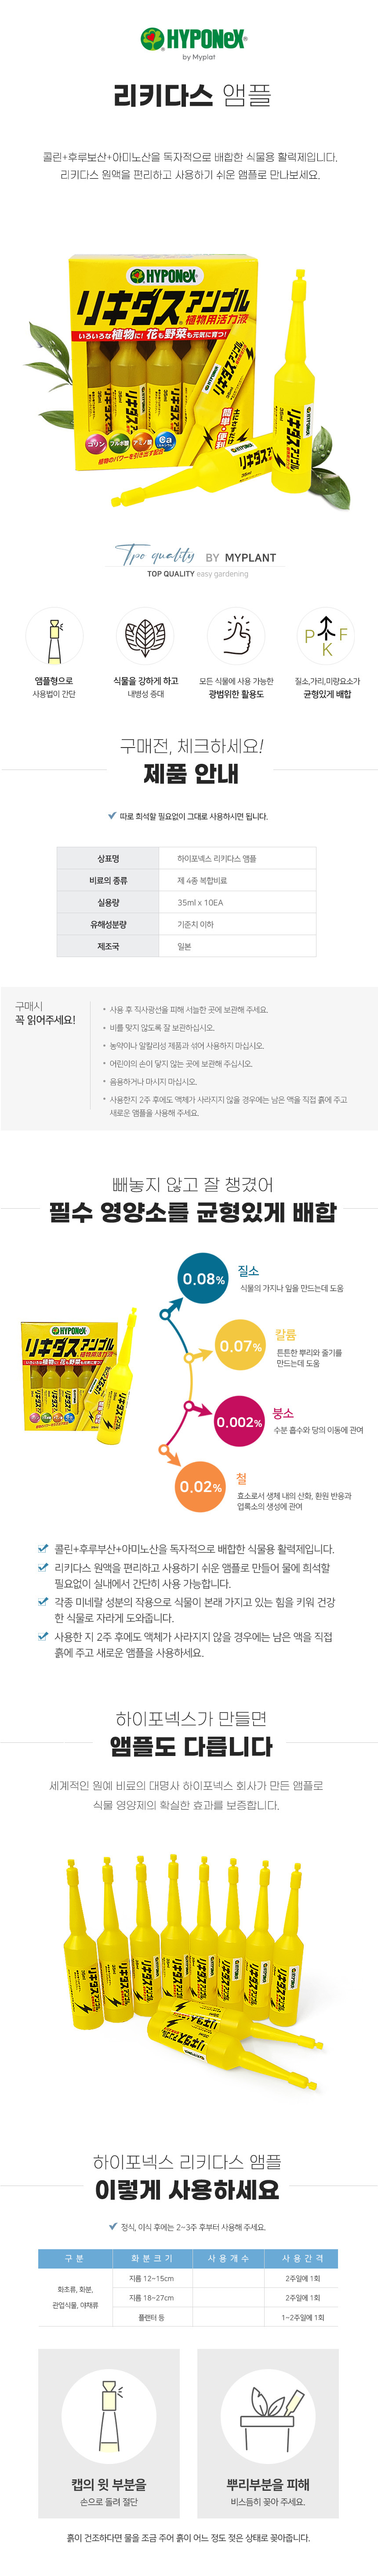 HYPONeX
by Myplat
리키다스 앰플
콜린+후루보산+아미노산을 독자적으로 배합한 식물용 활력제입니다.
리키다스 원액을 편리하고 사용하기 쉬운 앰플로 만나보세요.
HYPONeX
リキダスアンプル
植物用活力液
いろいろな植物に!花も野菜も元気に育つ!
コリン
フルボ酸
アミノ酸
Ca
植物のパワーを引き出す配合
HYPONeX
リキダス
35ml
Top quality BY MYPLANT
TOP QUALITY easy gardening
P K F
앰플형으로
사용법이 간단
식물을 강하게 하고
내병성 증대
모든 식물에 사용 가능한
광범위한 활용도
질소,가리,미량요소가
균형있게 배합
구매전, 체크하세요!
제품 안내
따로 희석할 필요없이 그대로 사용하시면 됩니다.
상표명 하이포넥스 리키다스 앰플
비료의 종류 제 4종 복합비료
실용량 35ml x 10EA
유해성분량 기준치 이하
제조국 일본
구매시
꼭 읽어주세요!
• 사용 후 직사광선을 피해 서늘한 곳에 보관해 주세요.
• 비를 맞지 않도록 잘 보관하십시오.
• 농약이나 알칼리성 제품과 섞어 사용하지 마십시오.
• 어린이의 손이 닿지 않는 곳에 보관해 주십시오.
• 음용하거나 마시지 마십시오.
• 사용한지 2주 후에도 액체가 사라지지 않을 경우에는 남은 액을 직접 흙에 주고
새로운 앰플을 사용해 주세요.
빼놓지 않고 잘 챙겼어
필수 영양소를 균형있게 배합
0.08% 질소
식물의 가지나 잎을 만드는데 도움
0.07% 칼륨
튼튼한 뿌리와 줄기를
만드는데 도움
HYPONeX
リキダスアンプル
植物用活力液
0.002% 붕소
수분 흡수와 당의 이동에 관여
0.02% 철
효소로서 생체 내의 산화, 환원 반응과
엽록소의 생성에 관여
콜린+후루부산+아미노산을 독자적으로 배합한 식물용 활력제입니다.
리키다스 원액을 편리하고 사용하기 쉬운 앰플로 만들어 물에 희석할
필요없이 실내에서 간단히 사용 가능합니다.
각종 미네랄 성분의 작용으로 식물이 본래 가지고 있는 힘을 키워 건강
한 식물로 자라게 도와줍니다.
사용한 지 2주 후에도 액체가 사라지지 않을 경우에는 남은 액을 직접
흙에 주고 새로운 앰플을 사용하세요.
하이포넥스가 만들면
앰플도 다릅니다
세계적인 원예 비료의 대명사 하이포넥스 회사가 만든 앰플로
식물 영양제의 확실한 효과를 보증합니다.
하이포넥스 리키다스 앰플
이렇게 사용하세요
정식, 이식 후에는 2~3주 후부터 사용해 주세요.
구분 화분크기 사용개수 사용간격
화초류, 화분,
관엽식물, 야채류
지름 12~15cm 2주일에 1회
지름 18~27cm 2주일에 1회
플랜터 등 1~2주일에 1회
캡의 윗 부분을
손으로 돌려 절단
뿌리부분을 피해
비스듬히 꽂아 주세요.
흙이 건조하다면 물을 조금 주어 흙이 어느 정도 젖은 상태로 꽂아줍니다.